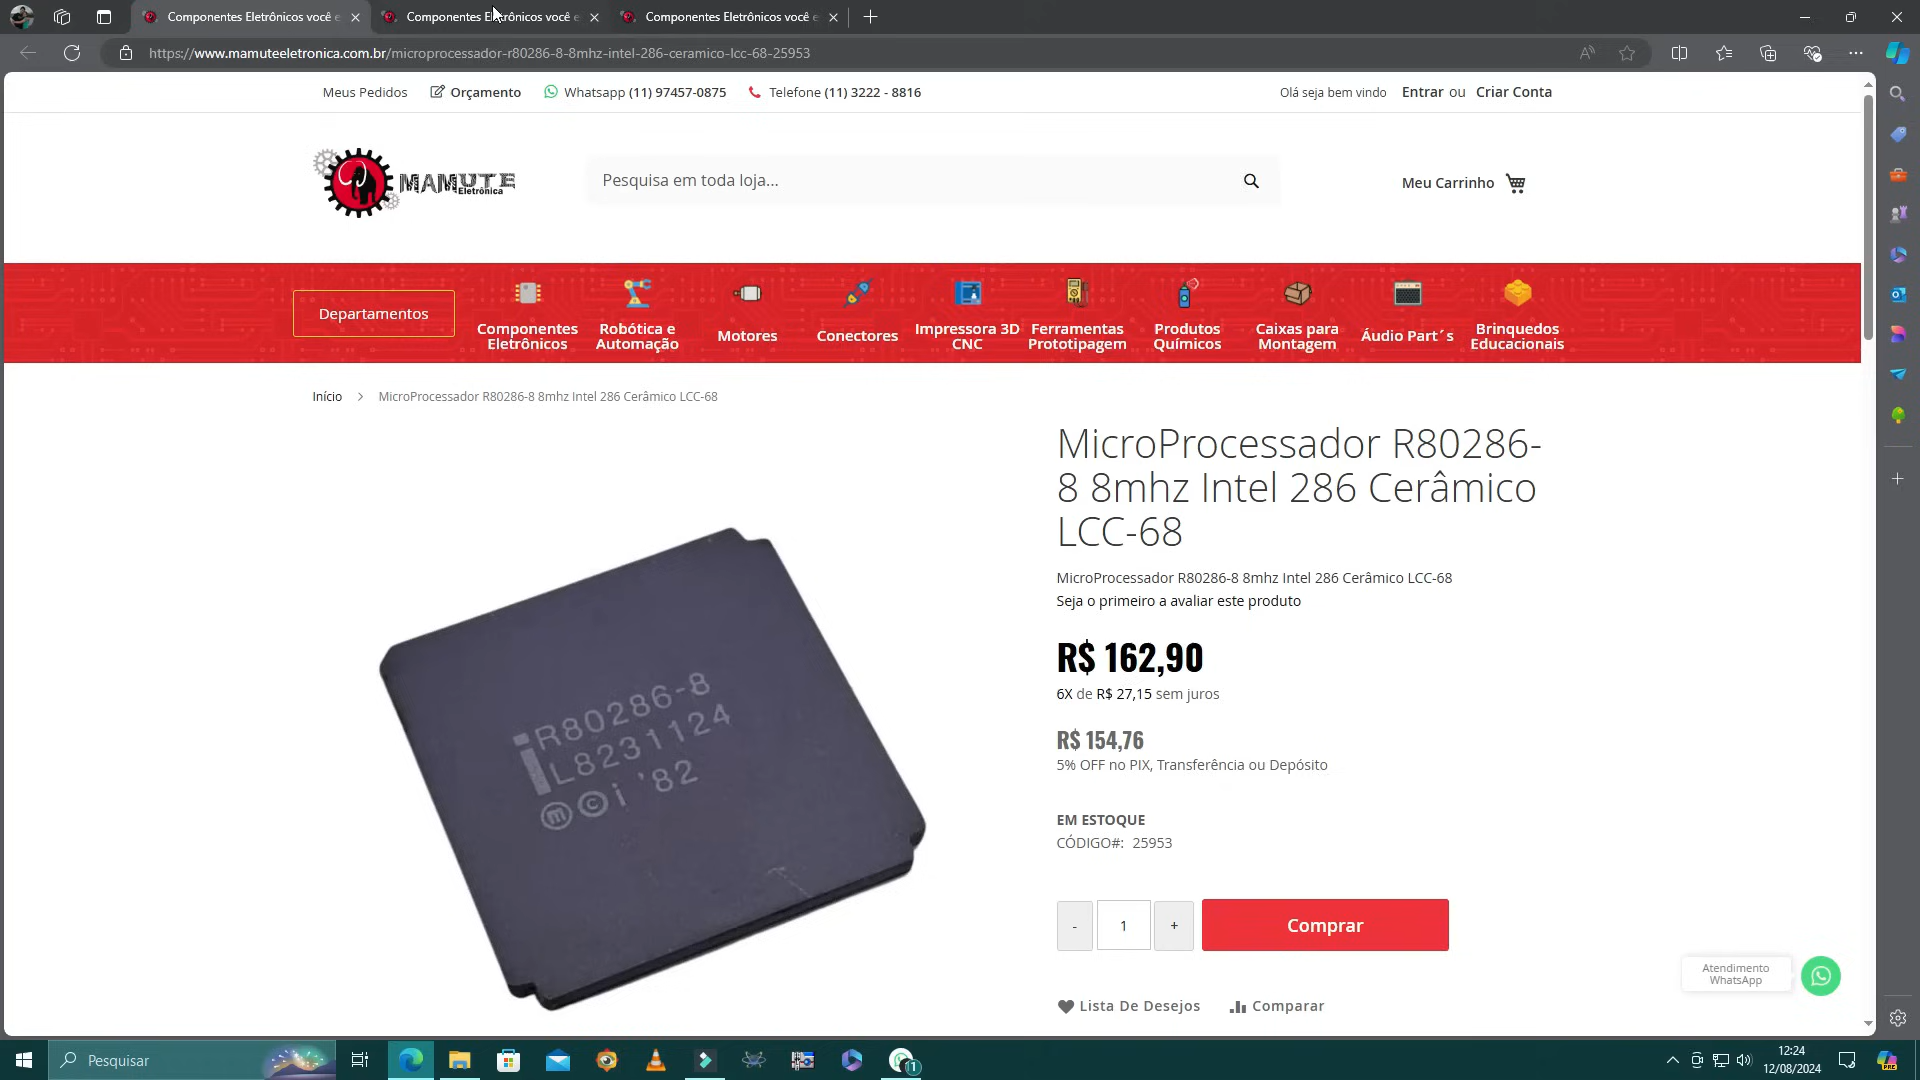 Componentes Eletrônicos você e
Componentes Eletrônicos você e
Componentes Eletrônicos você e
https://www.mamuteeletronica.com.br/microprocessador-r80286-8-8mhz-intel-286-ceramico-lcc-68-25953
Meus Pedidos
Orçamento
Whatsapp (11) 97457-0875
Telefone (11) 3222 - 8816
Olá seja bem vindo
Entrar ou Criar Conta
MAMUTE
Eletrônica
Pesquisa em toda loja...
Meu Carrinho
Departamentos
Componentes
Eletrônicos
Robótica e
Automação
Motores
Conectores
Impressora 3D
CNC
Ferramentas
Prototipagem
Produtos
Químicos
Caixas para
Montagem
Áudio Part´s
Brinquedos
Educacionais
Início > MicroProcessador R80286-8 8mhz Intel 286 Cerâmico LCC-68
R80286-8
L8231124
ⓜ©i '82
MicroProcessador R80286-
8 8mhz Intel 286 Cerâmico
LCC-68
MicroProcessador R80286-8 8mhz Intel 286 Cerâmico LCC-68
Seja o primeiro a avaliar este produto
R$ 162,90
6X de R$ 27,15 sem juros
R$ 154,76
5% OFF no PIX, Transferência ou Depósito
EM ESTOQUE
CÓDIGO#: 25953
- 1 +
Comprar
Lista De Desejos
Comparar
Atendimento
WhatsApp
Pesquisar
1
12:24
12/08/2024
PRE